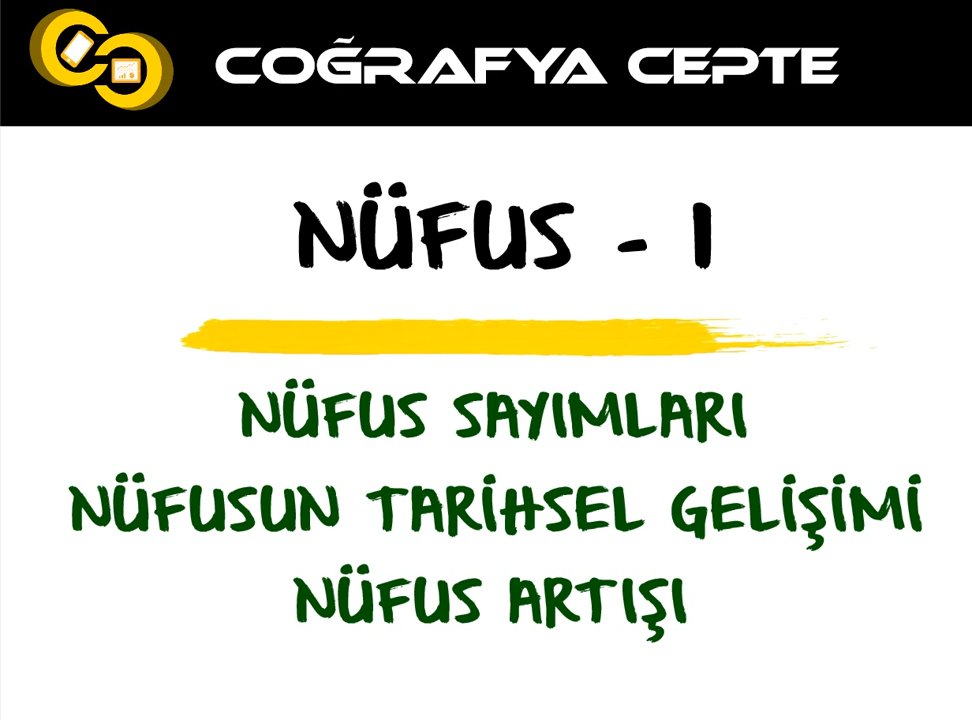 COĞRAFYA CEPTE
NÜFUS - I
NÜFUS SAYIMLARI
NÜFUSUN TARİHSEL GELİŞİMİ
NÜFUS ARTIŞI